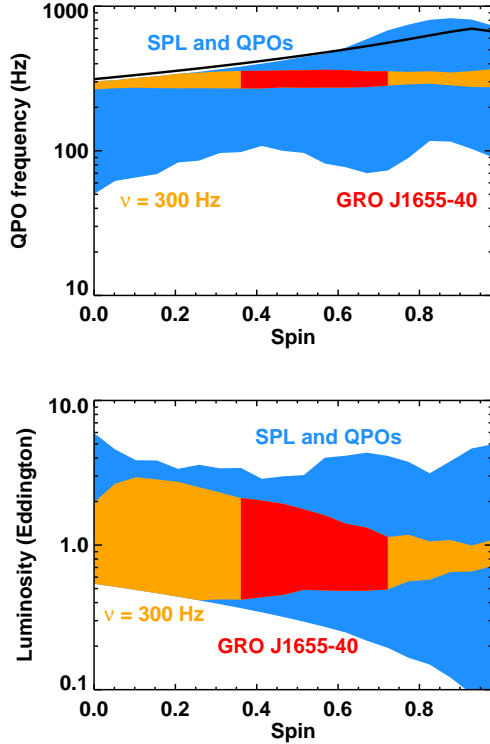 1000
SPL and QPOs
QPO frequency (Hz)
100
ν = 300 Hz
GRO J1655-40
10
0.0 0.2 0.4 0.6 0.8
Spin
10.0
SPL and QPOs
Luminosity (Eddington)
1.0
ν = 300 Hz
GRO J1655-40
0.1
0.0 0.2 0.4 0.6 0.8
Spin